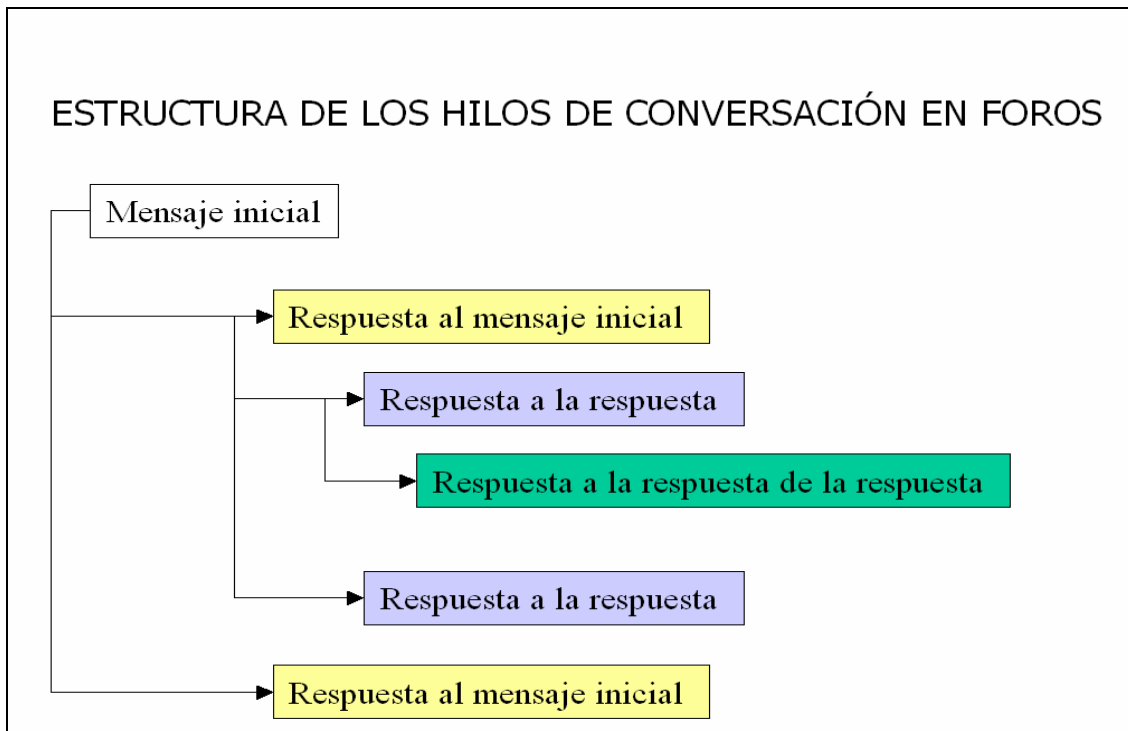 ESTRUCTURA DE LOS HILOS DE CONVERSACIÓN EN FOROS
Mensaje inicial
Respuesta al mensaje inicial
Respuesta a la respuesta
Respuesta a la respuesta de la respuesta
Respuesta a la respuesta
Respuesta al mensaje inicial